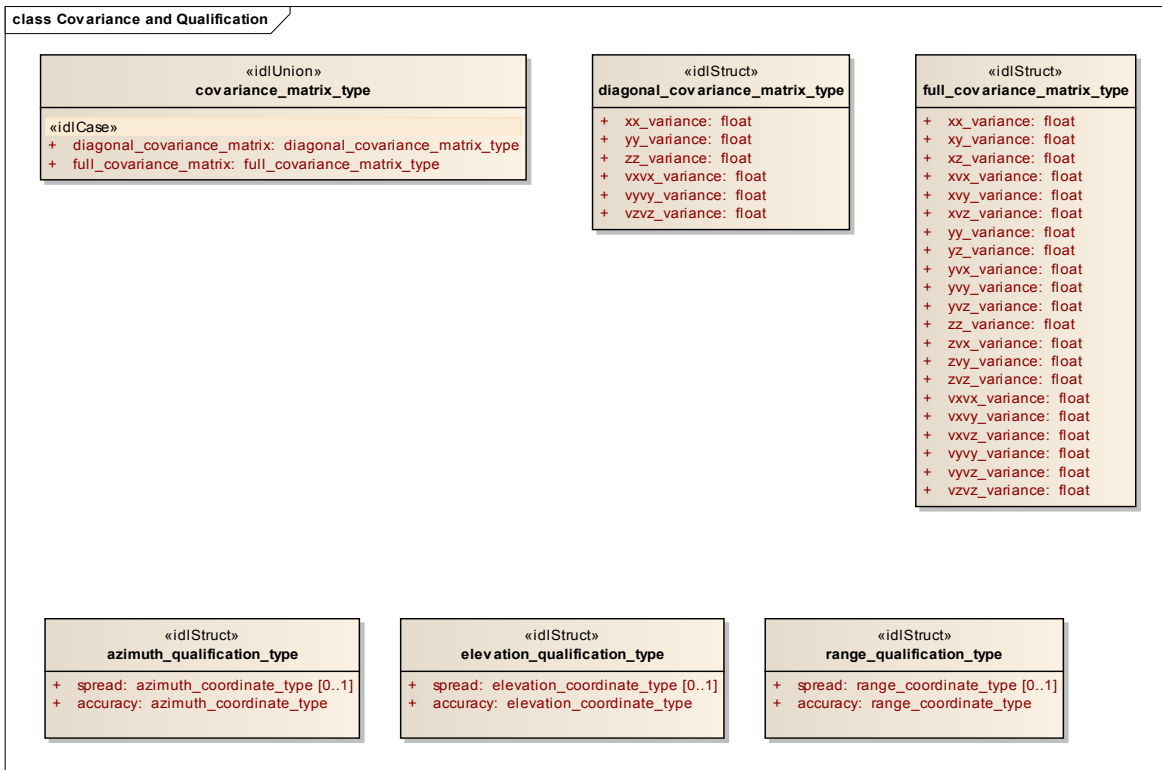 class Covariance and Qualification
«idlUnion»
covariance_matrix_type
«idlCase»
+ diagonal_covariance_matrix: diagonal_covariance_matrix_type
+ full_covariance_matrix: full_covariance_matrix_type
«idlStruct»
diagonal_covariance_matrix_type
+ xx_variance: float
+ yy_variance: float
+ zz_variance: float
+ vxvx_variance: float
+ vyvy_variance: float
+ vzvz_variance: float
«idlStruct»
full_covariance_matrix_type
+ xx_variance: float
+ xy_variance: float
+ xz_variance: float
+ xvx_variance: float
+ xvy_variance: float
+ xvz_variance: float
+ yy_variance: float
+ yz_variance: float
+ yvx_variance: float
+ yvy_variance: float
+ yvz_variance: float
+ zz_variance: float
+ zvx_variance: float
+ zvy_variance: float
+ zvz_variance: float
+ vxvx_variance: float
+ vxvy_variance: float
+ vxvz_variance: float
+ vyvy_variance: float
+ vyvz_variance: float
+ vzvz_variance: float
«idlStruct»
azimuth_qualification_type
+ spread: azimuth_coordinate_type [0..1]
+ accuracy: azimuth_coordinate_type
«idlStruct»
elevation_qualification_type
+ spread: elevation_coordinate_type [0..1]
+ accuracy: elevation_coordinate_type
«idlStruct»
range_qualification_type
+ spread: range_coordinate_type [0..1]
+ accuracy: range_coordinate_type